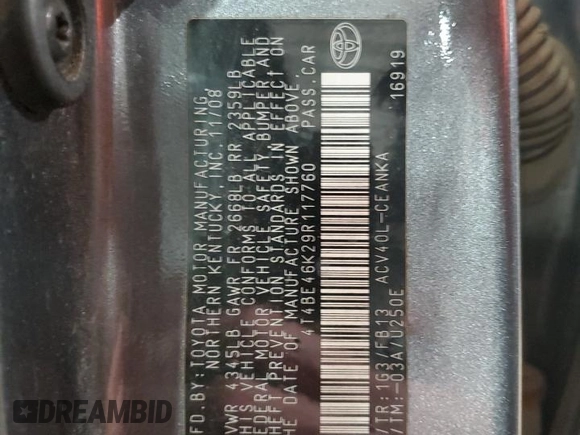 FD.BY:TOYOTA MOTOR MANUFACTURING
NORTHERN KENTUCKY, INC. 11/08
VWR 4345LB GAWR FR 2668LB RR 2359LB
HIS VEHICLE CONFORMS TO ALL APPLICABLE
EDERAL MOTOR VEHICLE SAFETY, BUMPER AND
HEFT PREVENTION STANDARDS IN EFFECT ON
HE DATE OF MANUFACTURE SHOWN ABOVE.
4T4BE46K29R117760 PASS.CAR
/TR:1G3/FB13 ACV40L-CEANKA
/TM:-03A/U250E 16919
DREAMBID